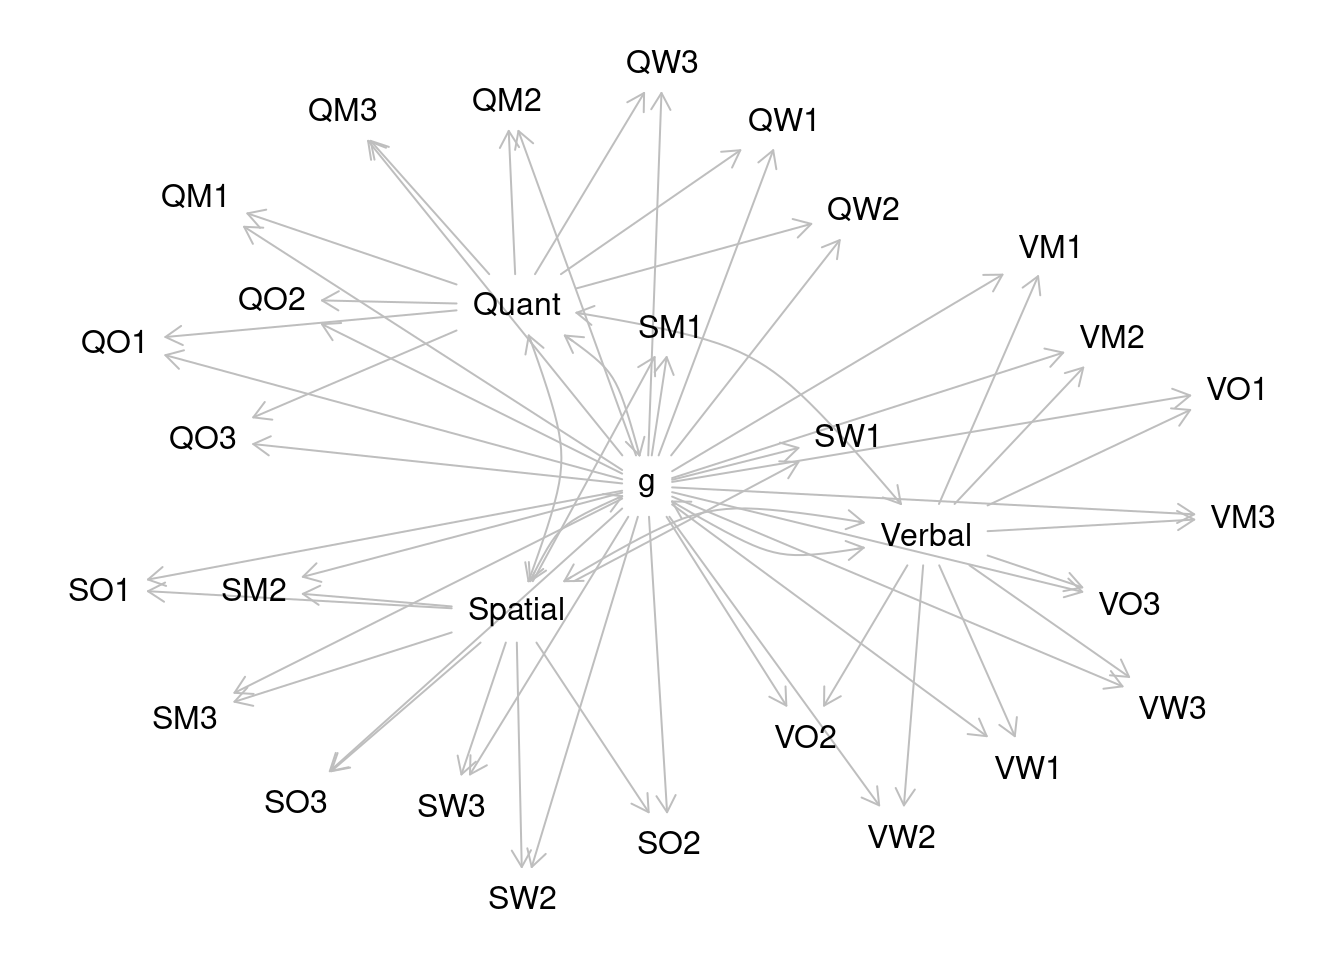 QW3
QM2
QM3
QW1
QM1
QW2
VM1
QO2
Quant
SM1
QO1
VM2
VO1
QO3
SW1
g
VM3
Verbal
SO1
SM2
Spatial
VO3
SM3
VW3
VO2
VW1
SO3
SW3
VW2
SO2
SW2